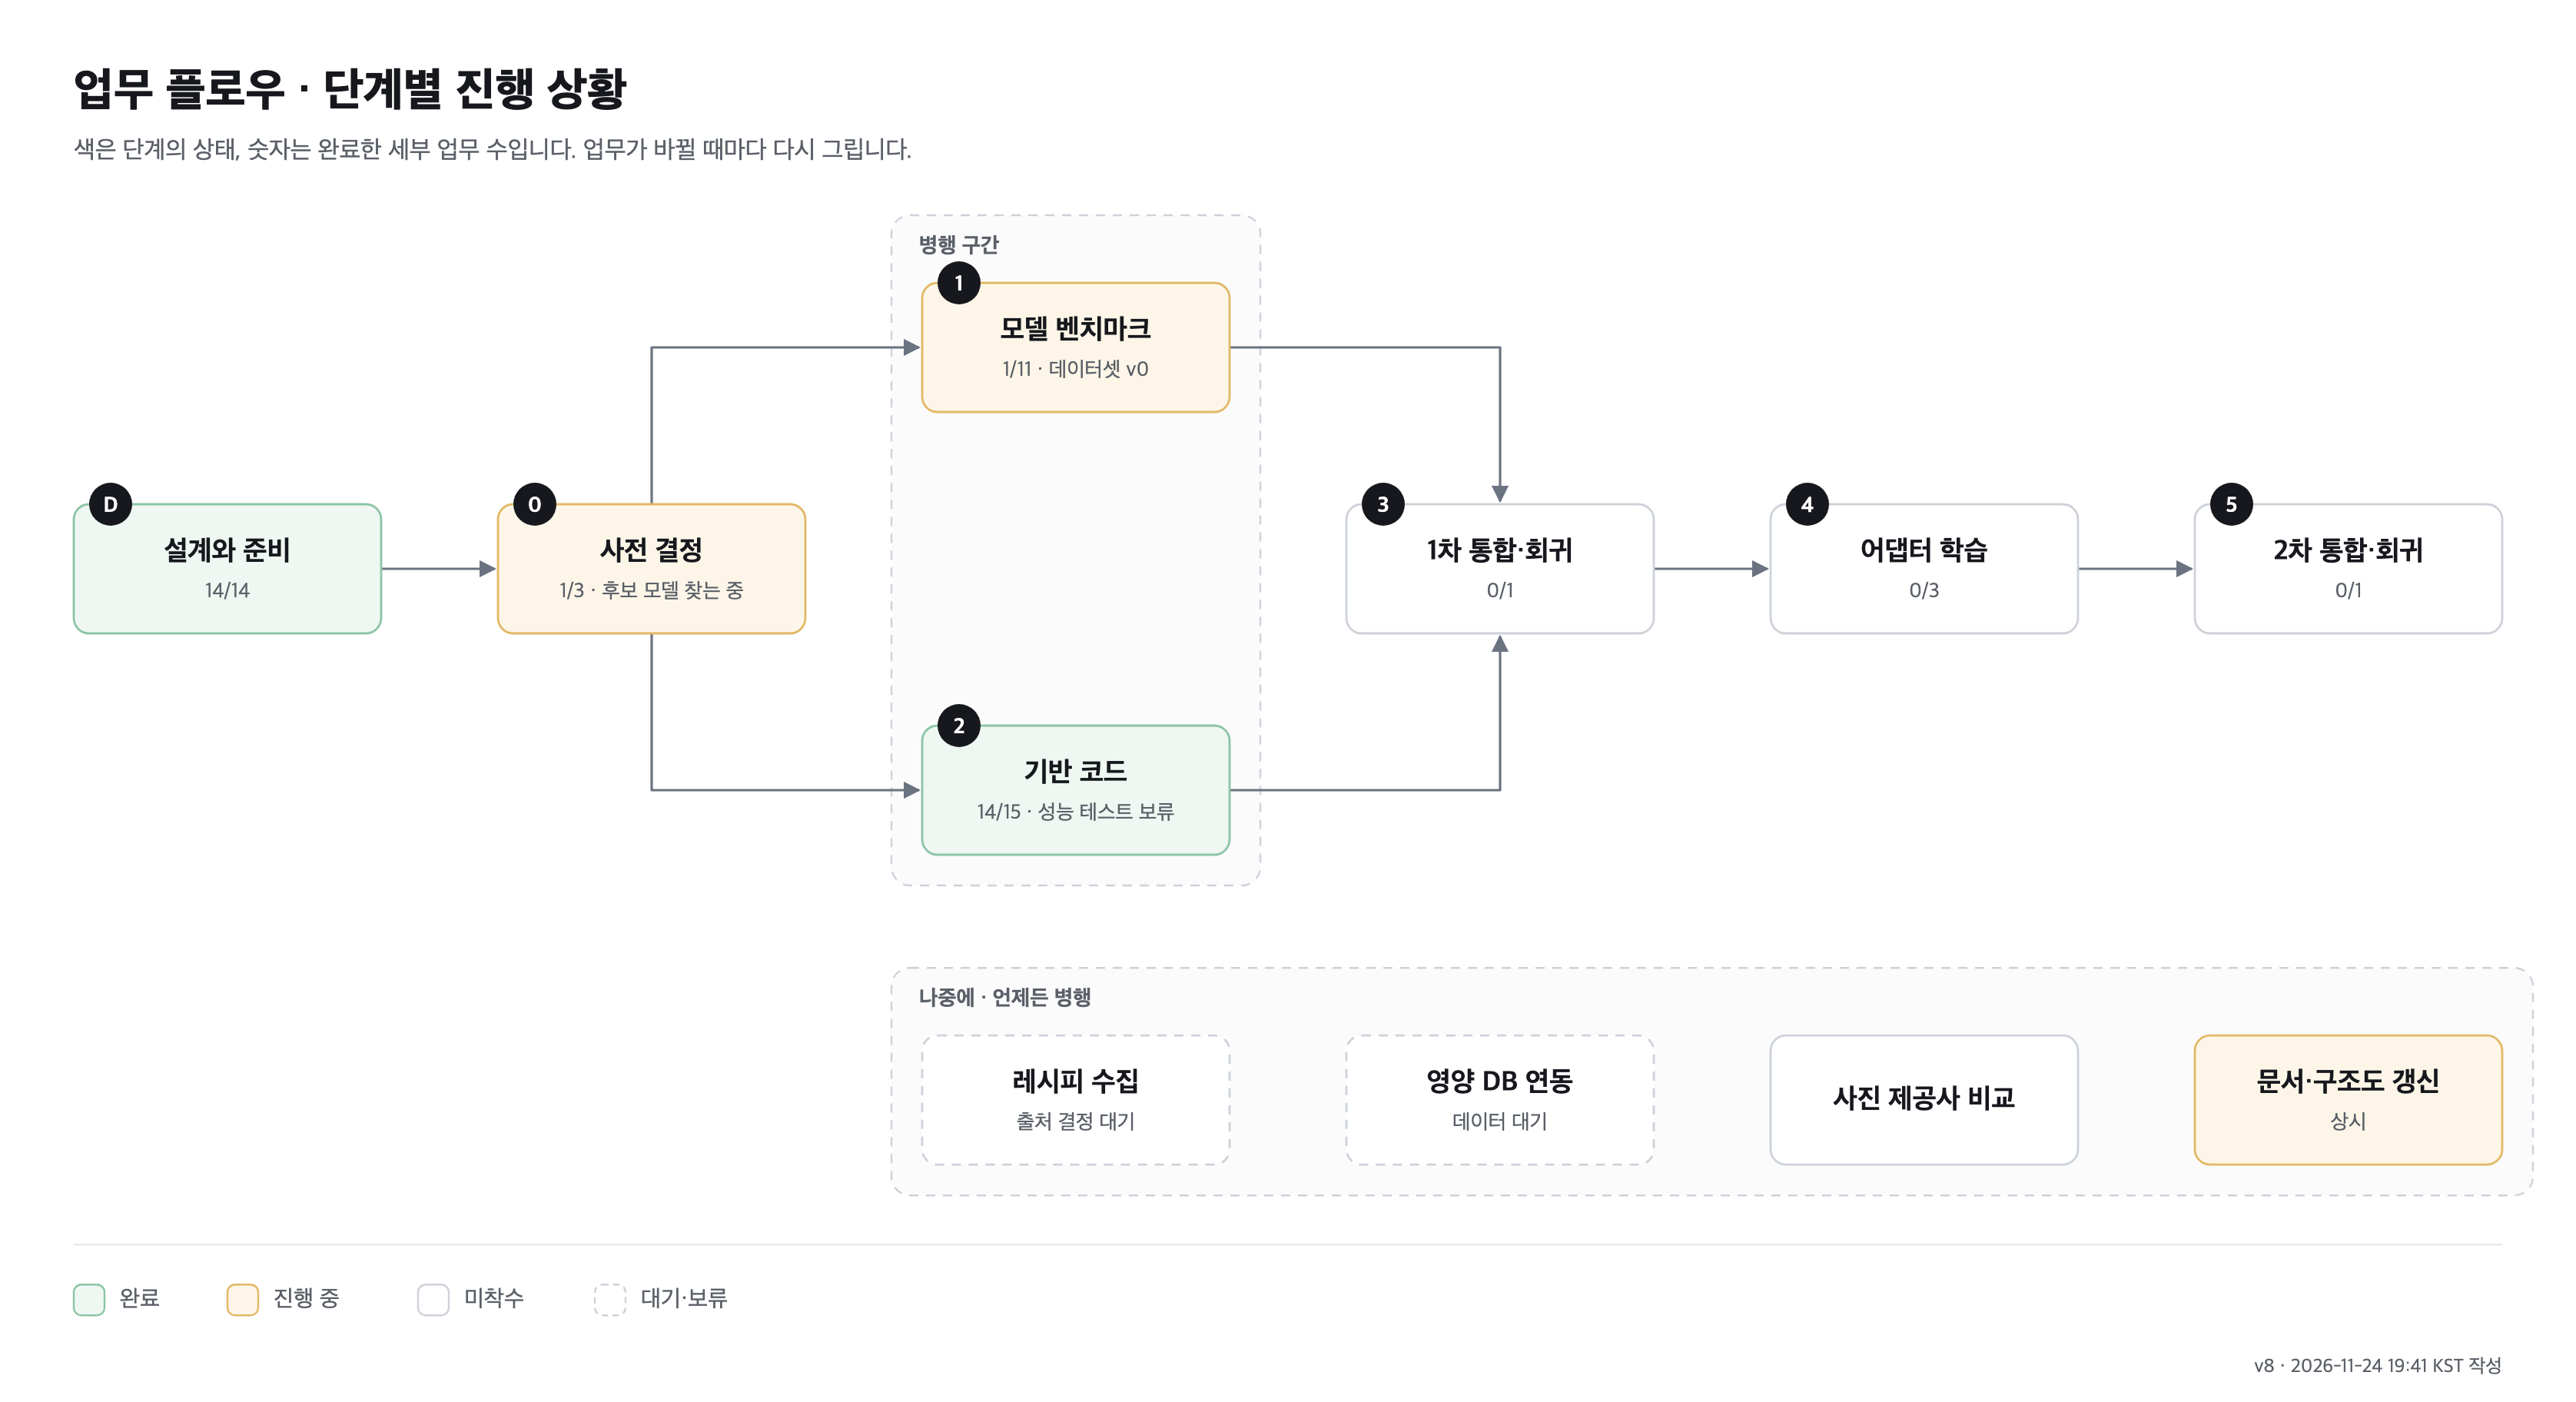 업무 플로우 · 단계별 진행 상황
색은 단계의 상태, 숫자는 완료한 세부 업무 수입니다. 업무가 바뀔 때마다 다시 그립니다.
병행 구간
1
모델 벤치마크
1/11 · 데이터셋 v0
D
설계와 준비
14/14
0
사전 결정
1/3 · 후보 모델 찾는 중
3
1차 통합·회귀
0/1
4
어댑터 학습
0/3
5
2차 통합·회귀
0/1
2
기반 코드
14/15 · 성능 테스트 보류
나중에 · 언제든 병행
레시피 수집
출처 결정 대기
영양 DB 연동
데이터 대기
사진 제공사 비교
문서·구조도 갱신
상시
완료
진행 중
미착수
대기·보류
v8 · 2026-11-24 19:41 KST 작성